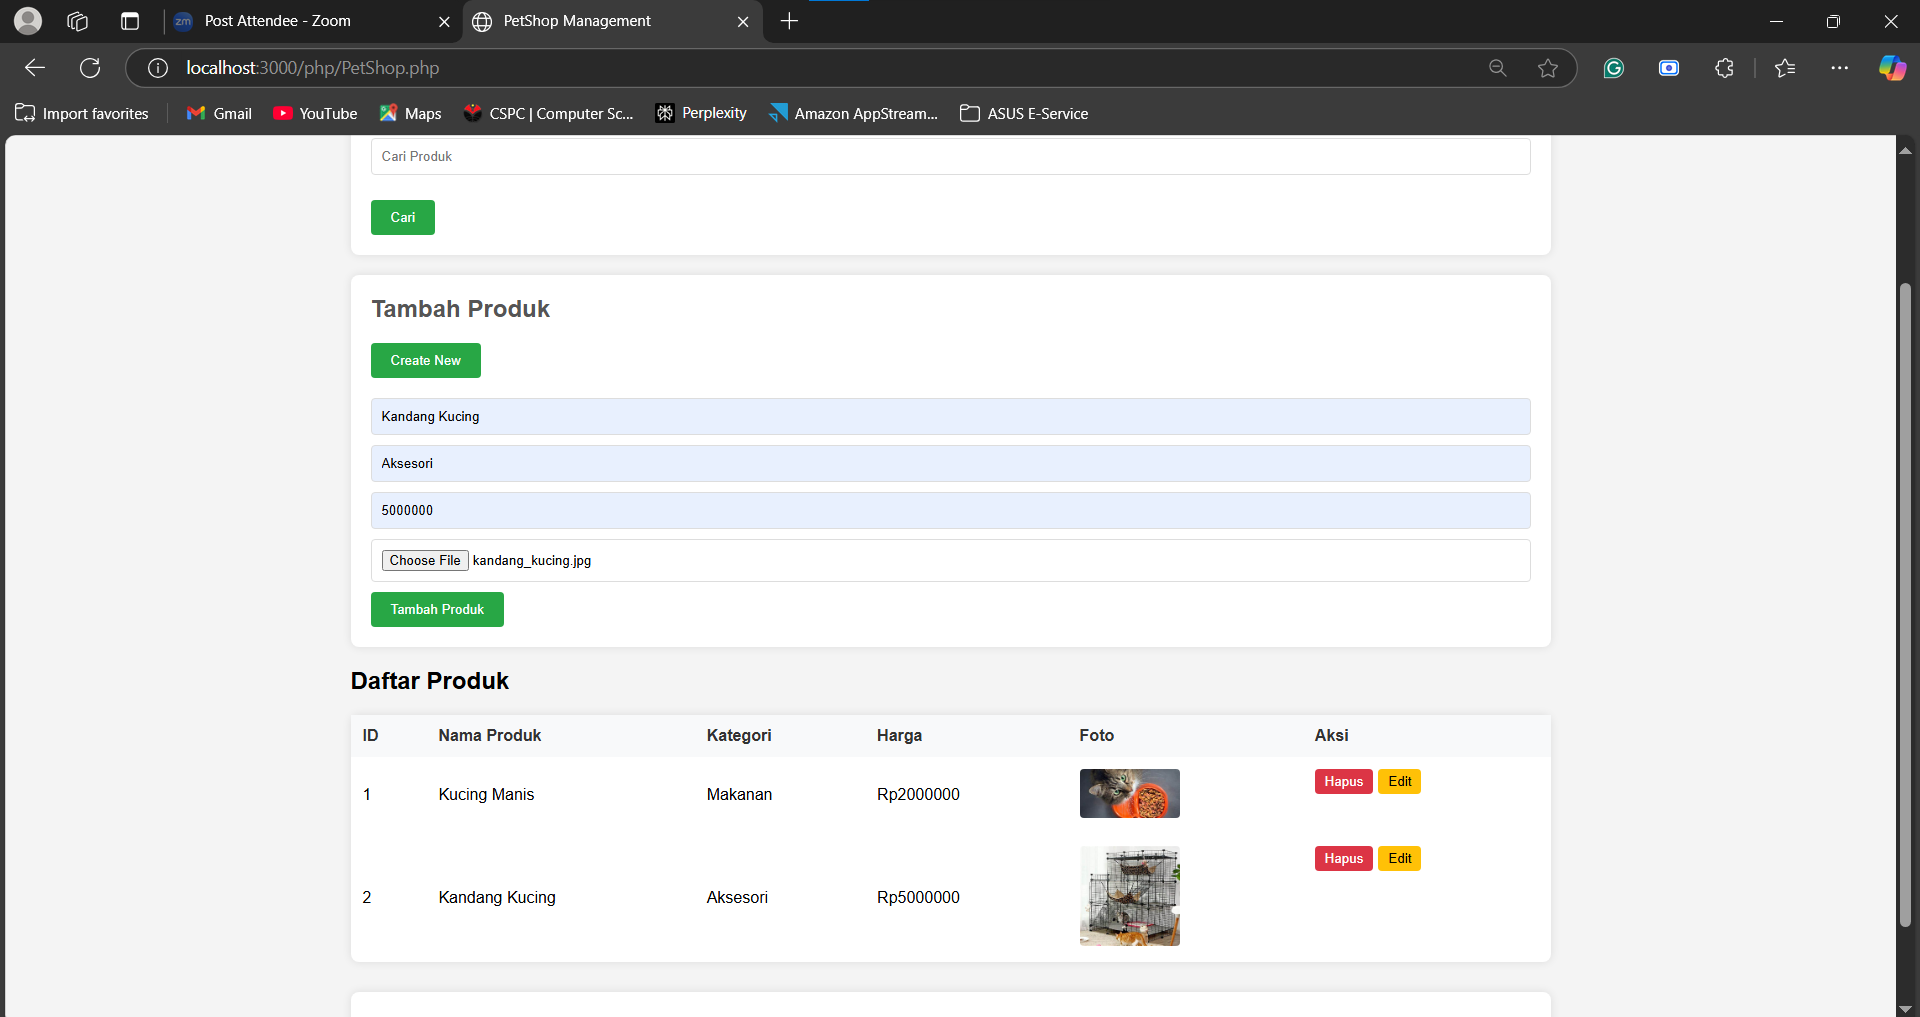 Post Attendee - Zoom
PetShop Management
localhost:3000/php/PetShop.php
Import favorites
Gmail
YouTube
Maps
CSPC | Computer Sc...
Perplexity
Amazon AppStream...
ASUS E-Service
Cari Produk
Cari
Tambah Produk
Create New
Kandang Kucing
Aksesori
5000000
Choose File kandang_kucing.jpg
Tambah Produk
Daftar Produk
ID Nama Produk Kategori Harga Foto Aksi
1 Kucing Manis Makanan Rp2000000 Hapus Edit
2 Kandang Kucing Aksesori Rp5000000 Hapus Edit